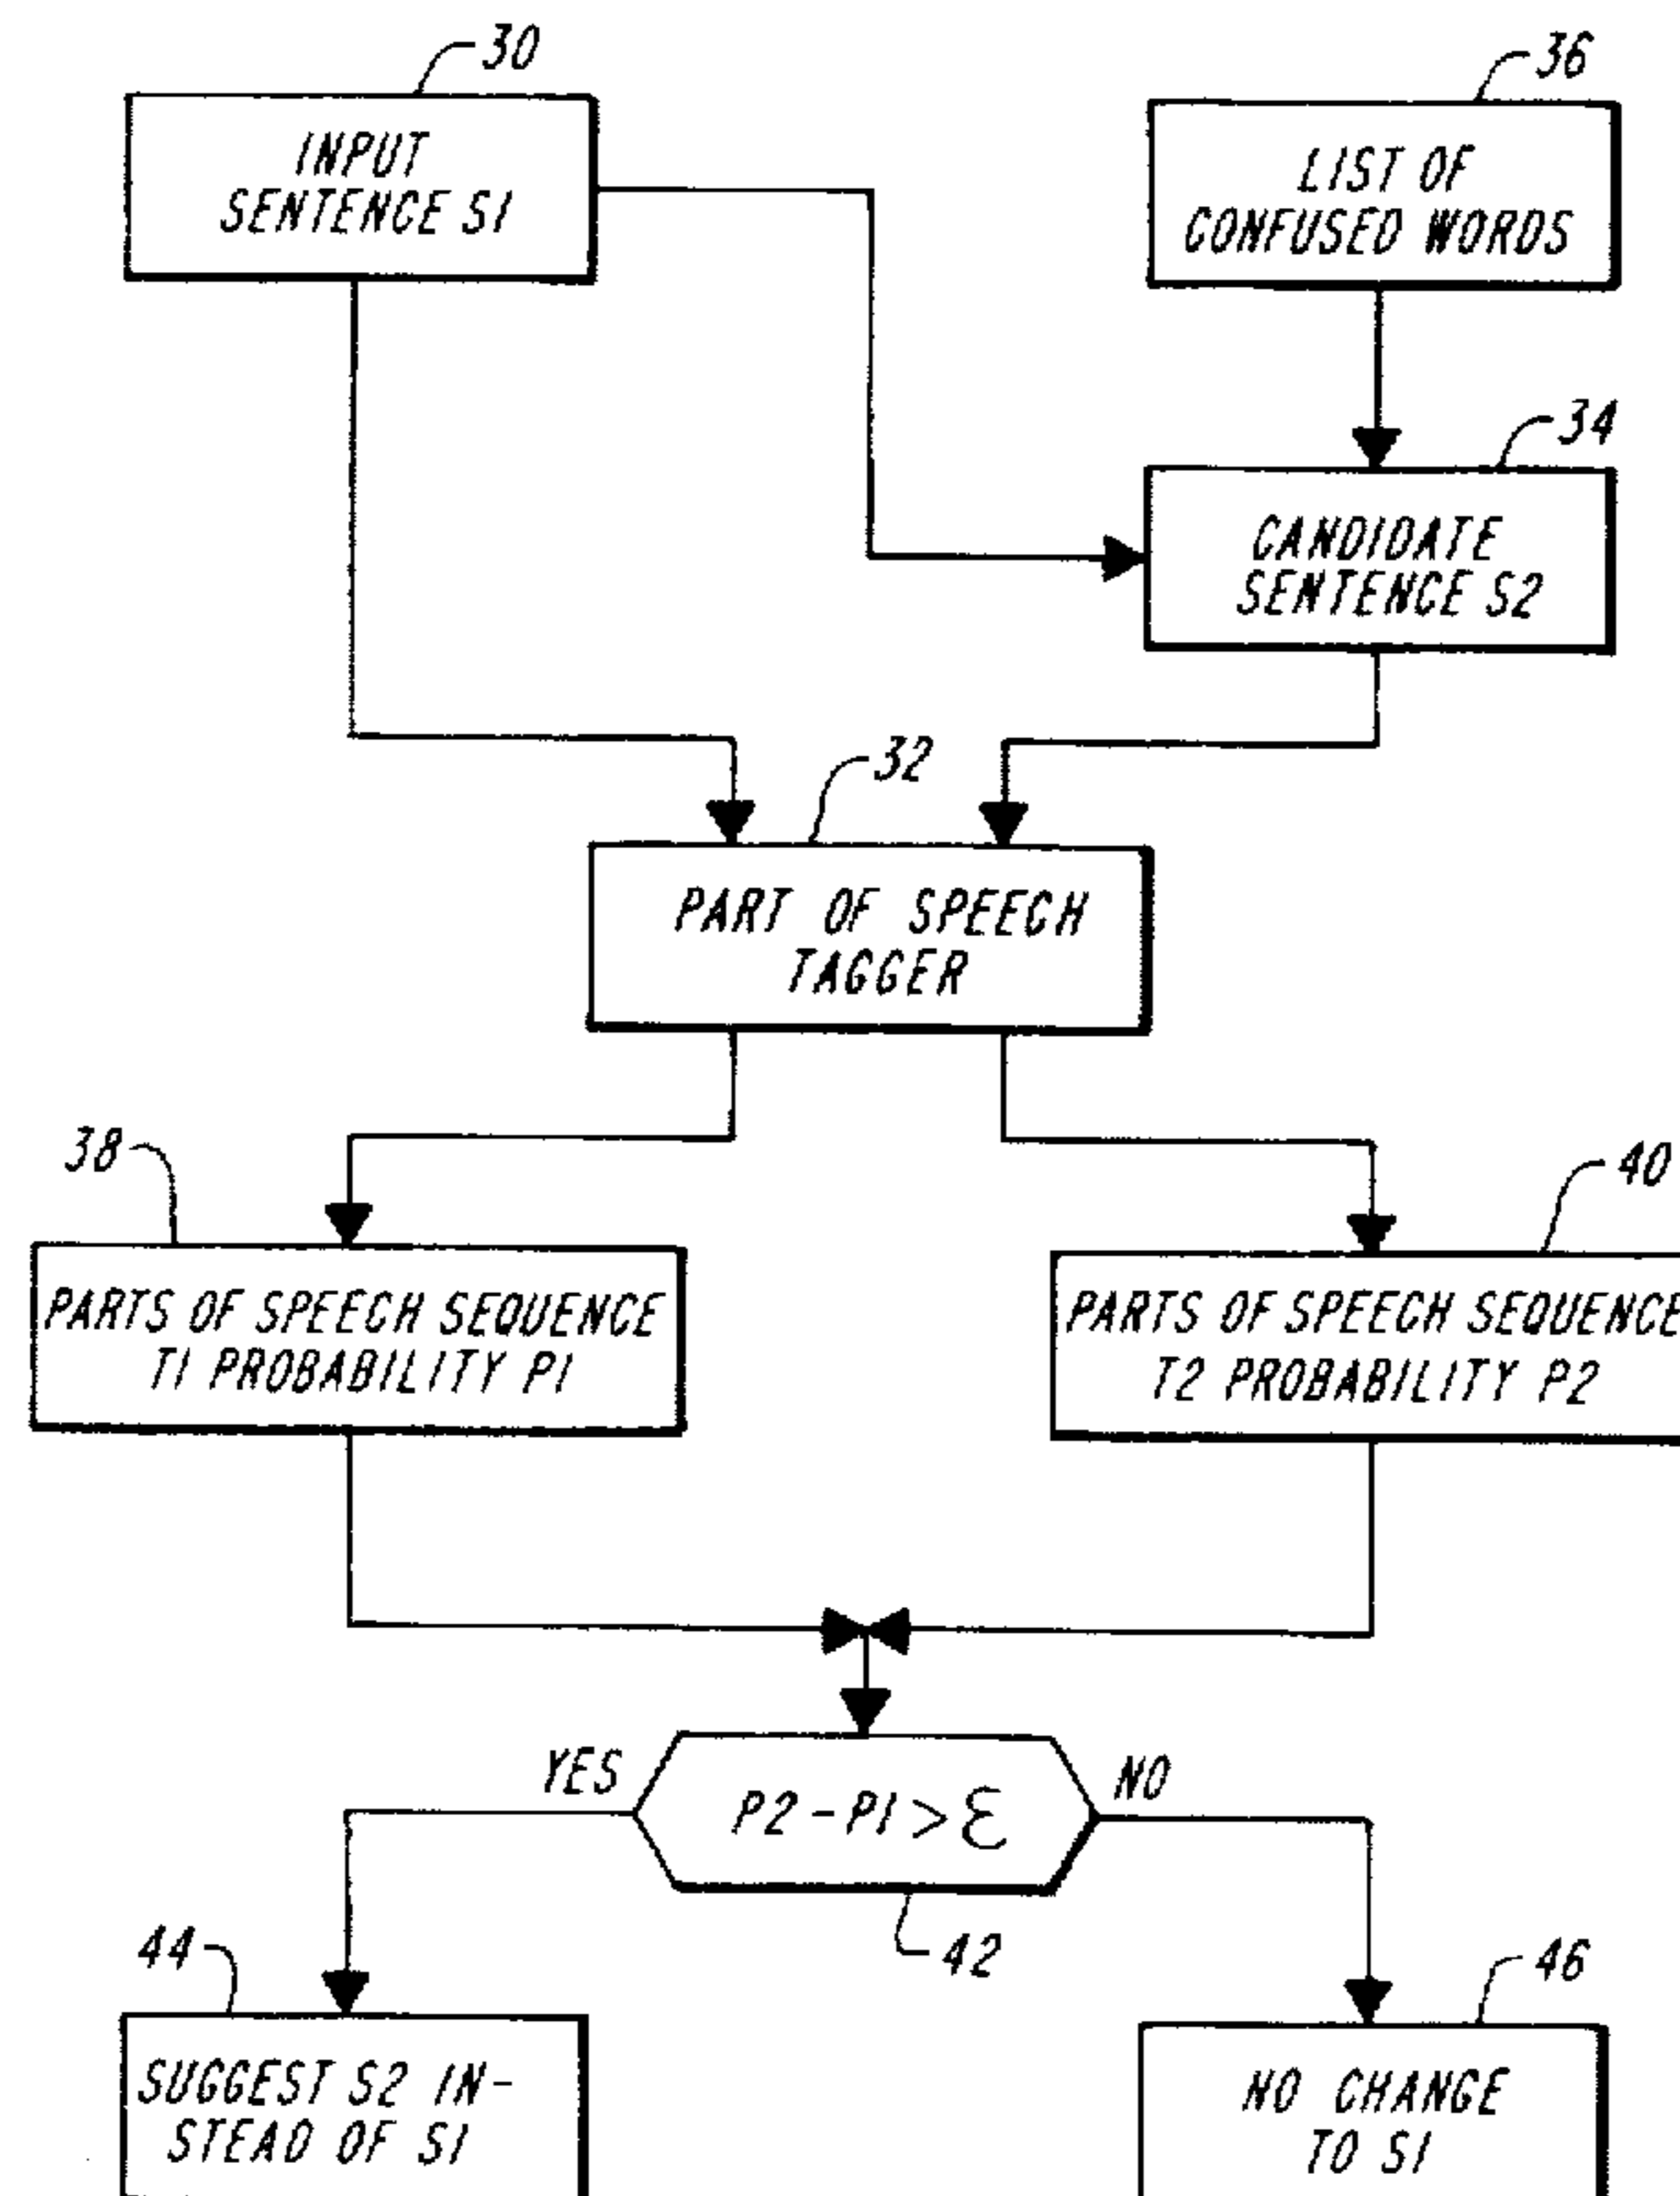 30
36
INPUT
SENTENCE S1
LIST OF
CONFUSED WORDS
34
CANDIDATE
SENTENCE S2
32
PART OF SPEECH
TAGGER
38
40
PARTS OF SPEECH SEQUENCE
T1 PROBABILITY P1
PARTS OF SPEECH SEQUENCE
T2 PROBABILITY P2
YES
NO
P2-P1>Ɛ
42
44
46
SUGGEST S2 IN-
STEAD OF S1
NO CHANGE
TO S1